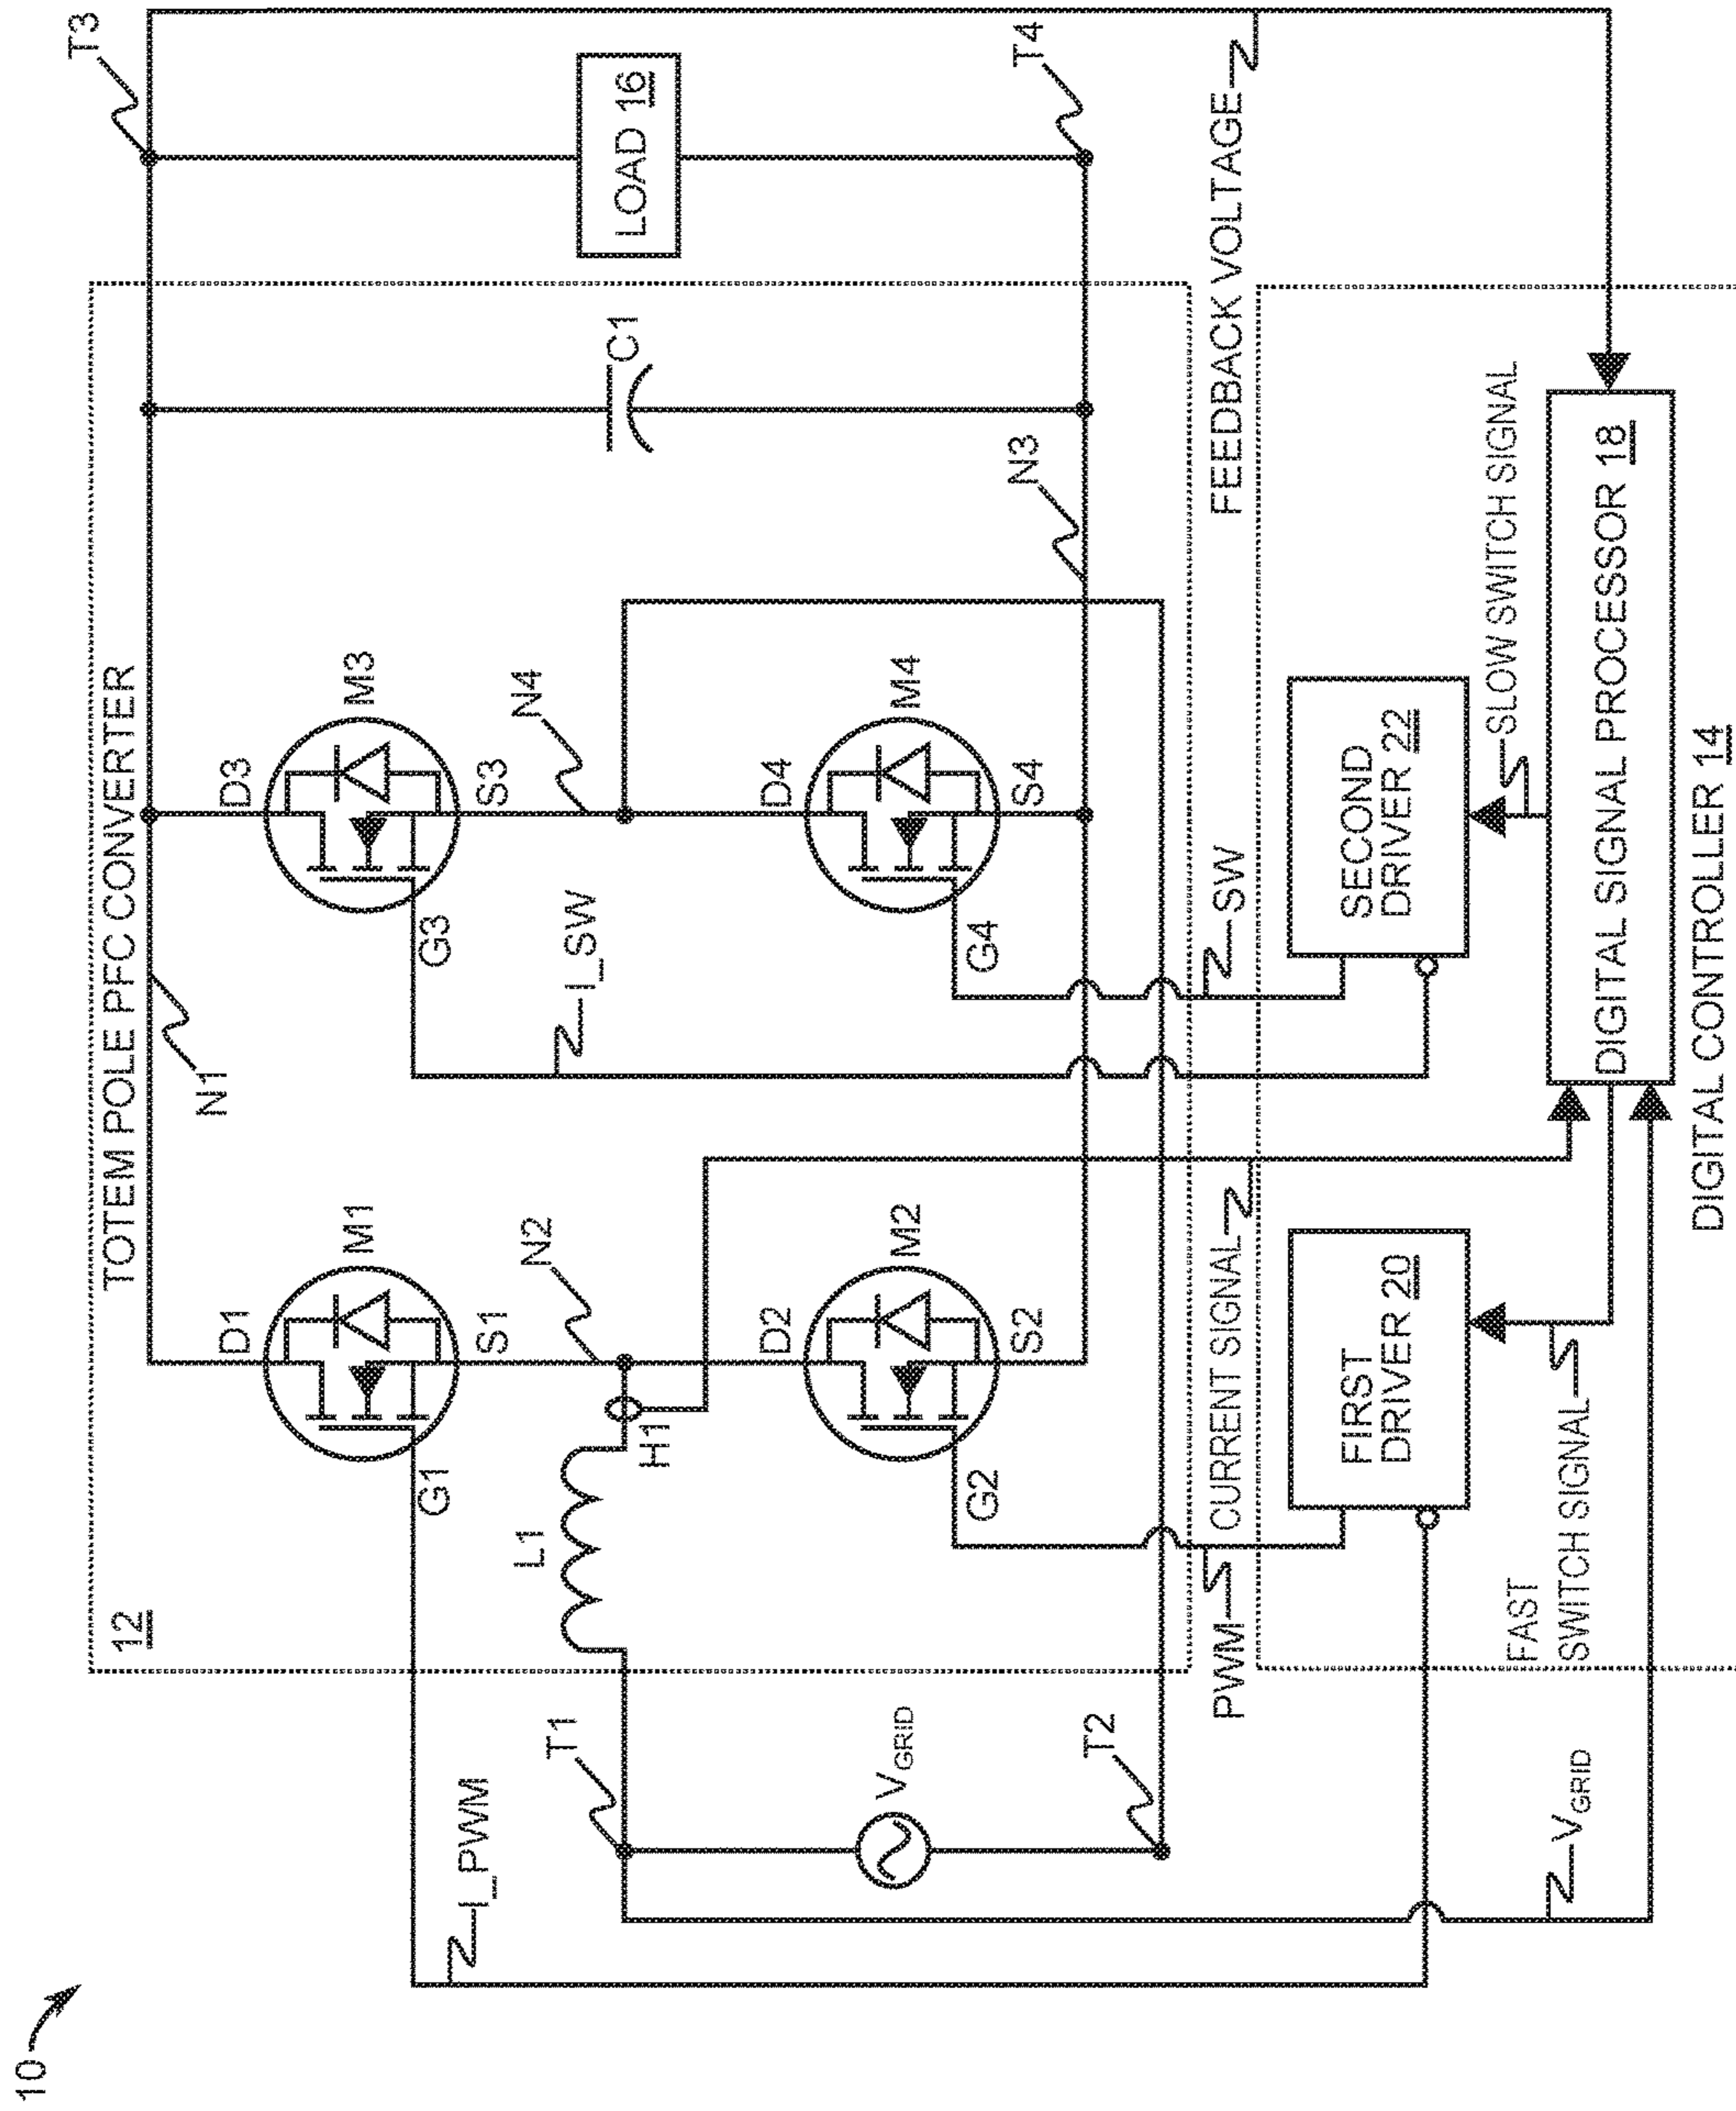 10
TOTEM POLE PFC CONVERTER
12
N1
T3
D1
M1
G1
S1
I_PWM
D3
M3
G3
S3
I_SW
N2
N4
C1
LOAD 16
L1
H1
T1
V_GRID
T2
D2
M2
G2
S2
D4
M4
G4
S4
N3
T4
PWM
CURRENT SIGNAL
SW
FEEDBACK VOLTAGE
FIRST
DRIVER 20
SECOND
DRIVER 22
FAST
SWITCH SIGNAL
SLOW SWITCH SIGNAL
V_GRID
DIGITAL SIGNAL PROCESSOR 18
DIGITAL CONTROLLER 14